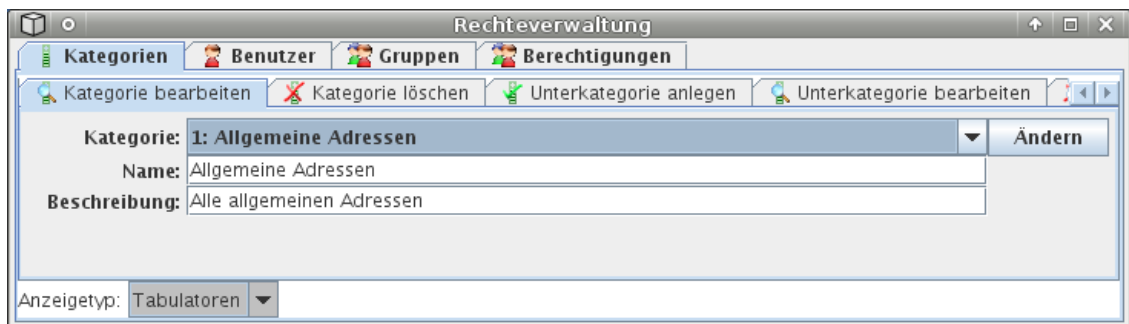 Rechteverwaltung
Kategorien Benutzer Gruppen Berechtigungen
Kategorie bearbeiten Kategorie löschen Unterkategorie anlegen Unterkategorie bearbeiten
Kategorie: 1: Allgemeine Adressen Ändern
Name: Allgemeine Adressen
Beschreibung: Alle allgemeinen Adressen
Anzeigetyp: Tabulatoren